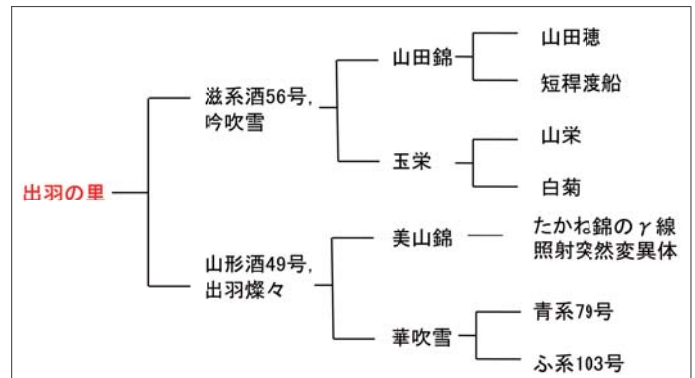 出羽の里
滋系酒56号,
吟吹雪
山形酒49号,
出羽燦々
山田錦
玉栄
美山錦
華吹雪
山田穂
短稈渡船
山栄
白菊
たかね錦のγ線
照射突然変異体
青系79号
ふ系103号